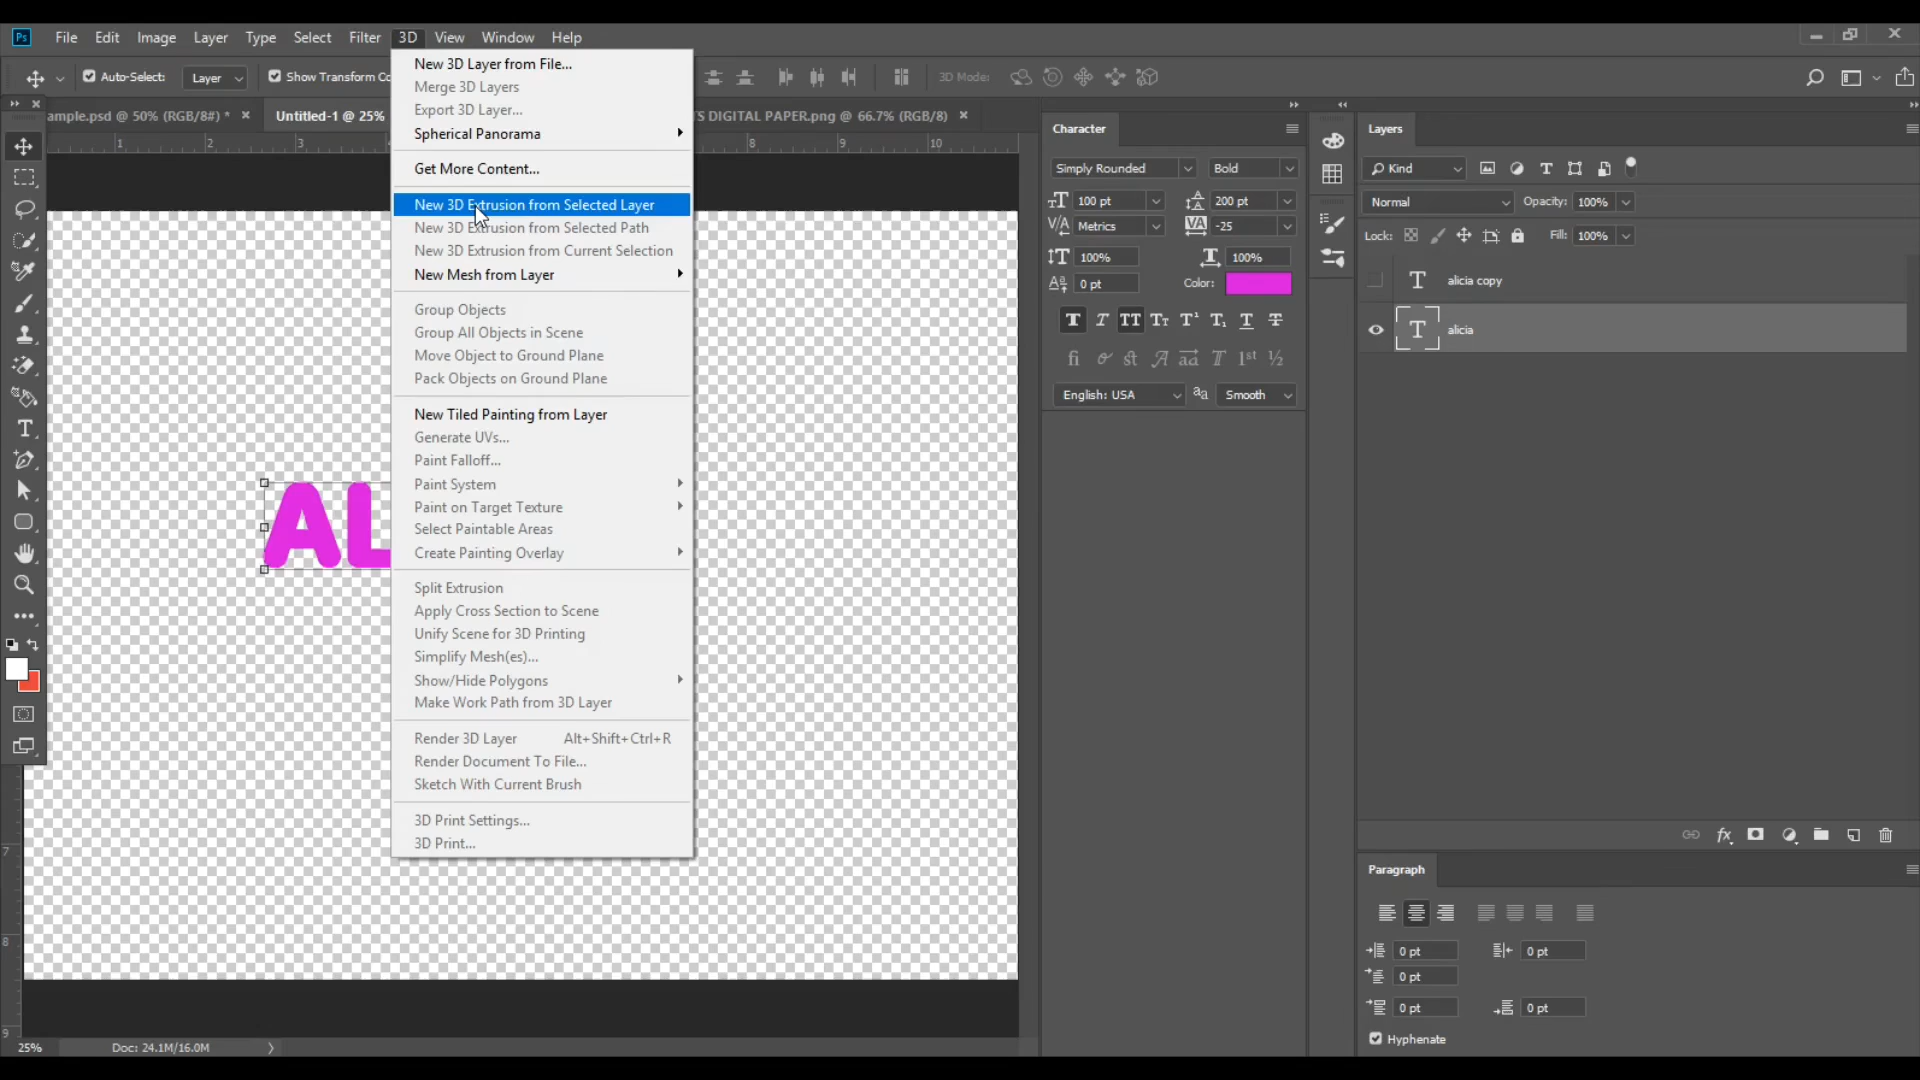 Ps File Edit Image Layer Type Select Filter 3D View Window Help
Auto-Select: Layer Show Transform Co 3D Mode:
ample.psd @ 50% (RGB/8#) * Untitled-1 @ 25% TS DIGITAL PAPER.png @ 66.7% (RGB/8)
1 2 3 8 9 10
New 3D Layer from File...
Merge 3D Layers
Export 3D Layer...
Spherical Panorama
Get More Content...
New 3D Extrusion from Selected Layer
New 3D Extrusion from Selected Path
New 3D Extrusion from Current Selection
New Mesh from Layer
Group Objects
Group All Objects in Scene
Move Object to Ground Plane
Pack Objects on Ground Plane
New Tiled Painting from Layer
Generate UVs...
Paint Falloff...
Paint System
Paint on Target Texture
Select Paintable Areas
Create Painting Overlay
Split Extrusion
Apply Cross Section to Scene
Unify Scene for 3D Printing
Simplify Mesh(es)...
Show/Hide Polygons
Make Work Path from 3D Layer
Render 3D Layer Alt+Shift+Ctrl+R
Render Document To File...
Sketch With Current Brush
3D Print Settings...
3D Print...
AL
7
8
9
25% Doc: 24.1M/16.0M
Character
Simply Rounded Bold
100 pt 200 pt
Metrics -25
100% 100%
0 pt Color:
English: USA Smooth
Layers
Kind
Normal Opacity: 100%
Lock: Fill: 100%
alicia copy
alicia
Paragraph
0 pt 0 pt
0 pt
0 pt 0 pt
Hyphenate